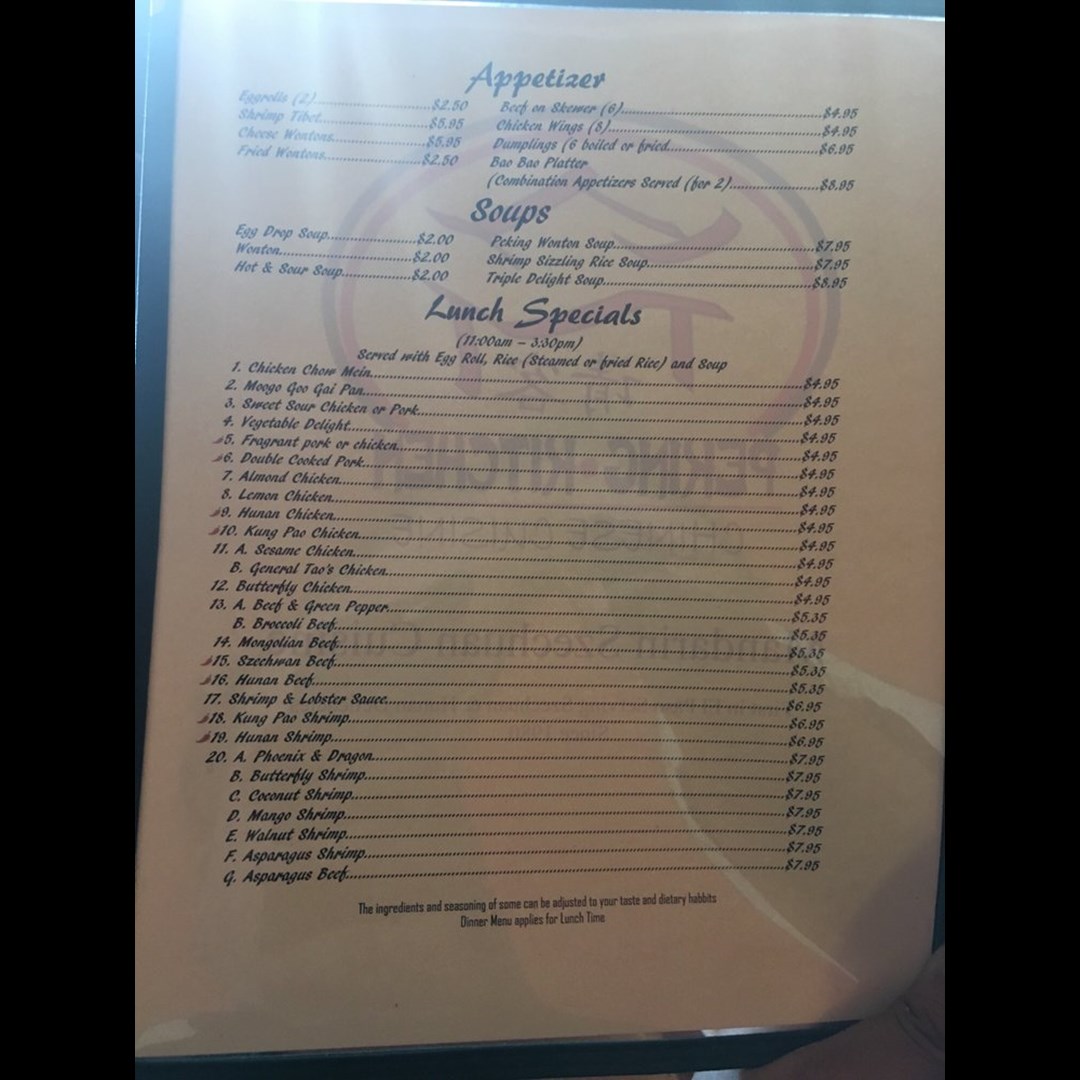 Appetizer
Eggrolls (2)..........$2.50
Shrimp Tibet..........$5.95
Cheese Wontons..........$5.95
Fried Wontons..........$2.50
Beef on Skewer (6)..........$4.95
Chicken Wings (8)..........$4.95
Dumplings (6 boiled or fried..........$6.95
Bao Bao Platter
(Combination Appetizers Served (for 2)..........$8.95
Soups
Egg Drop Soup..........$2.00
Wonton..........$2.00
Hot & Sour Soup..........$2.00
Peking Wonton Soup..........$7.95
Shrimp Sizzling Rice Soup..........$7.95
Triple Delight Soup..........$8.95
Lunch Specials
(11:00am – 3:30pm)
Served with Egg Roll, Rice (Steamed or fried Rice) and Soup
1. Chicken Chow Mein..........$4.95
2. Moogo Goo Gai Pan..........$4.95
3. Sweet Sour Chicken or Pork..........$4.95
4. Vegetable Delight..........$4.95
5. Fragrant pork or chicken..........$4.95
6. Double Cooked Pork..........$4.95
7. Almond Chicken..........$4.95
8. Lemon Chicken..........$4.95
9. Hunan Chicken..........$4.95
10. Kung Pao Chicken..........$4.95
11. A. Sesame Chicken..........$4.95
B. General Tao's Chicken..........$4.95
12. Butterfly Chicken..........$4.95
13. A. Beef & Green Pepper..........$5.35
B. Broccoli Beef..........$5.35
14. Mongolian Beef..........$5.35
15. Szechwan Beef..........$5.35
16. Hunan Beef..........$5.35
17. Shrimp & Lobster Sauce..........$6.95
18. Kung Pao Shrimp..........$6.95
19. Hunan Shrimp..........$6.95
20. A. Phoenix & Dragon..........$7.95
B. Butterfly Shrimp..........$7.95
C. Coconut Shrimp..........$7.95
D. Mango Shrimp..........$7.95
E. Walnut Shrimp..........$7.95
F. Asparagus Shrimp..........$7.95
G. Asparagus Beef..........$7.95
The ingredients and seasoning of some can be adjusted to your taste and dietary habbits
Dinner Menu applies for Lunch Time